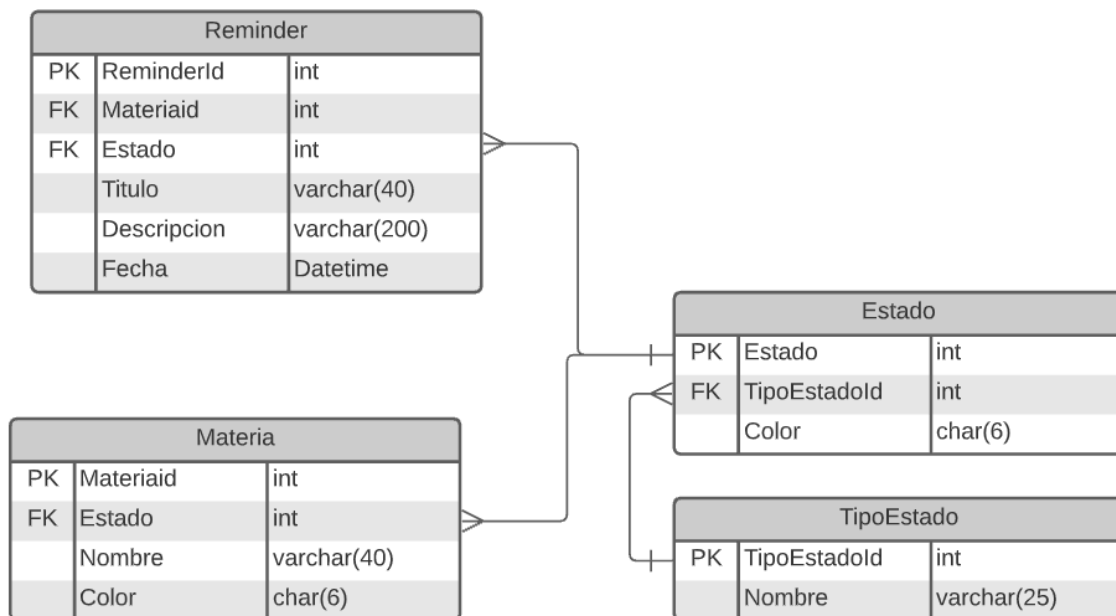 Reminder
PK ReminderId int
FK Materiaid int
FK Estado int
Titulo varchar(40)
Descripcion varchar(200)
Fecha Datetime
Estado
PK Estado int
FK TipoEstadoId int
Color char(6)
Materia
PK Materiaid int
FK Estado int
Nombre varchar(40)
Color char(6)
TipoEstado
PK TipoEstadoId int
Nombre varchar(25)